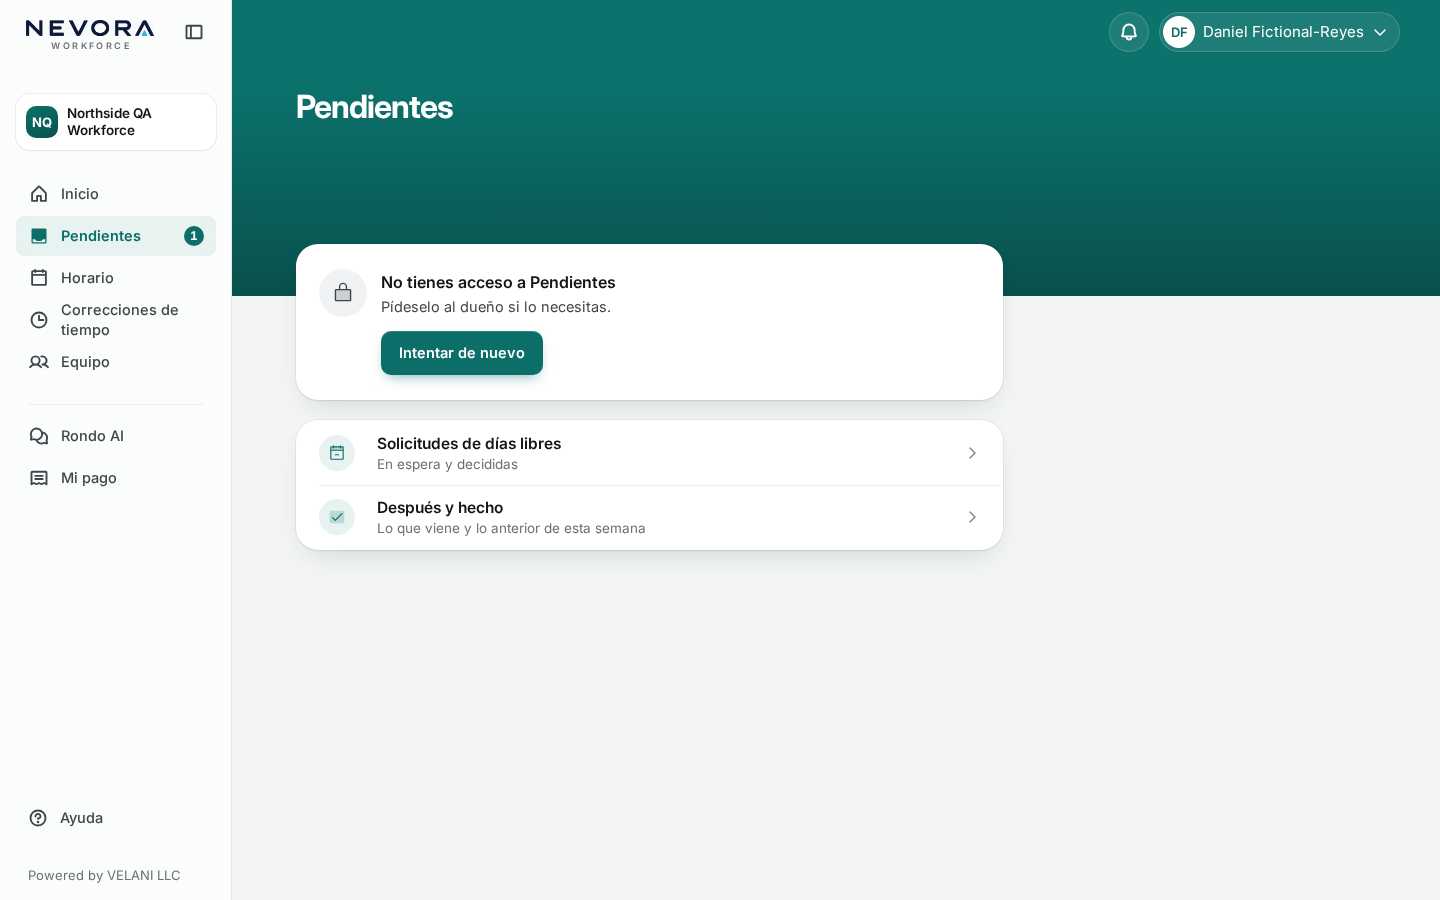 NEVORA
WORKFORCE
NQ
Northside QA
Workforce
Inicio
Pendientes
1
Horario
Correcciones de
tiempo
Equipo
Rondo AI
Mi pago
Ayuda
Powered by VELANI LLC
DF
Daniel Fictional-Reyes
Pendientes
No tienes acceso a Pendientes
Pídeselo al dueño si lo necesitas.
Intentar de nuevo
Solicitudes de días libres
En espera y decididas
Después y hecho
Lo que viene y lo anterior de esta semana